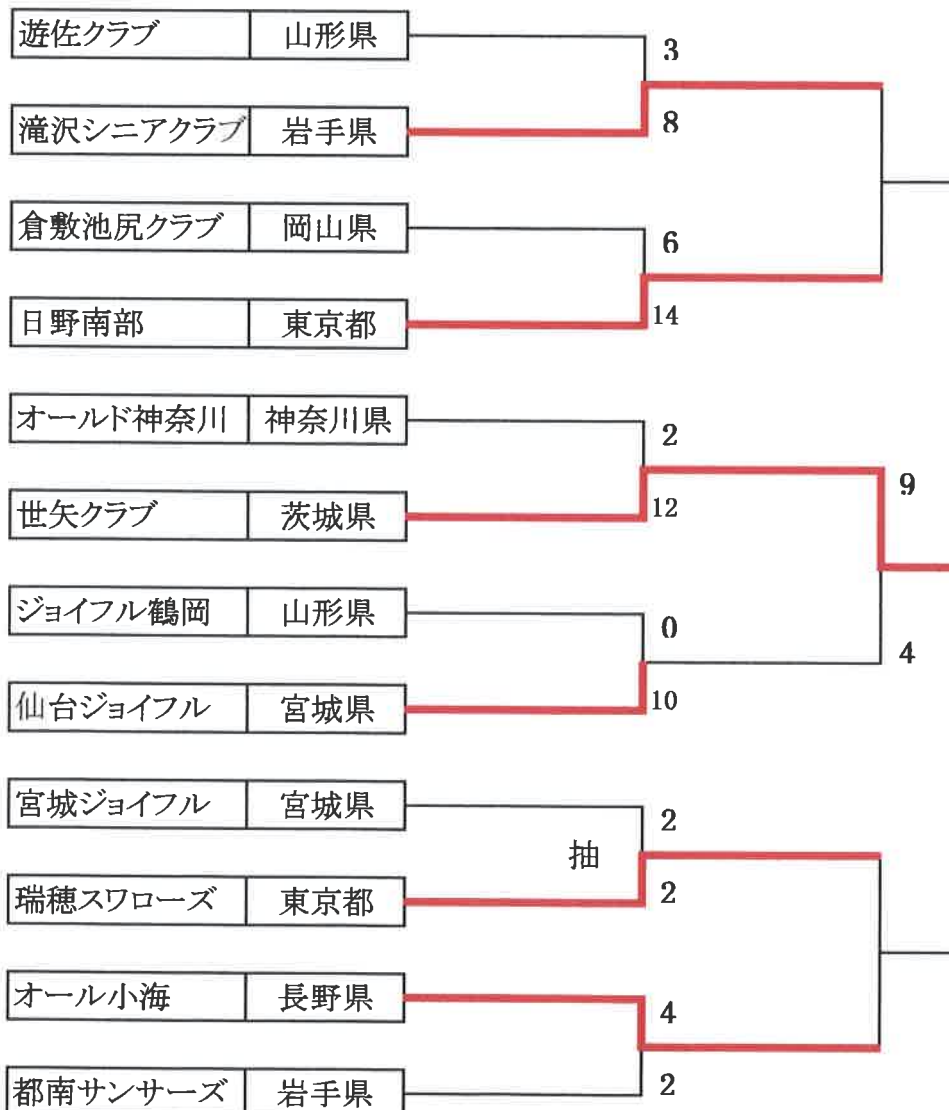 遊佐クラブ 山形県
3
滝沢シニアクラブ 岩手県
8
倉敷池尻クラブ 岡山県
6
日野南部 東京都
14
オールド神奈川 神奈川県
2
9
世矢クラブ 茨城県
12
ジョイフル鶴岡 山形県
0
4
仙台ジョイフル 宮城県
10
宮城ジョイフル 宮城県
2
抽
瑞穂スワローズ 東京都
2
オール小海 長野県
4
都南サンサーズ 岩手県
2